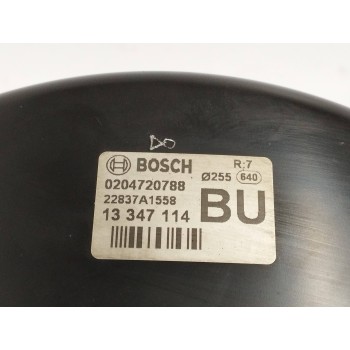 BOSCH R:7
0204720788 Ø255 640
22837A1558
13 347 114 BU